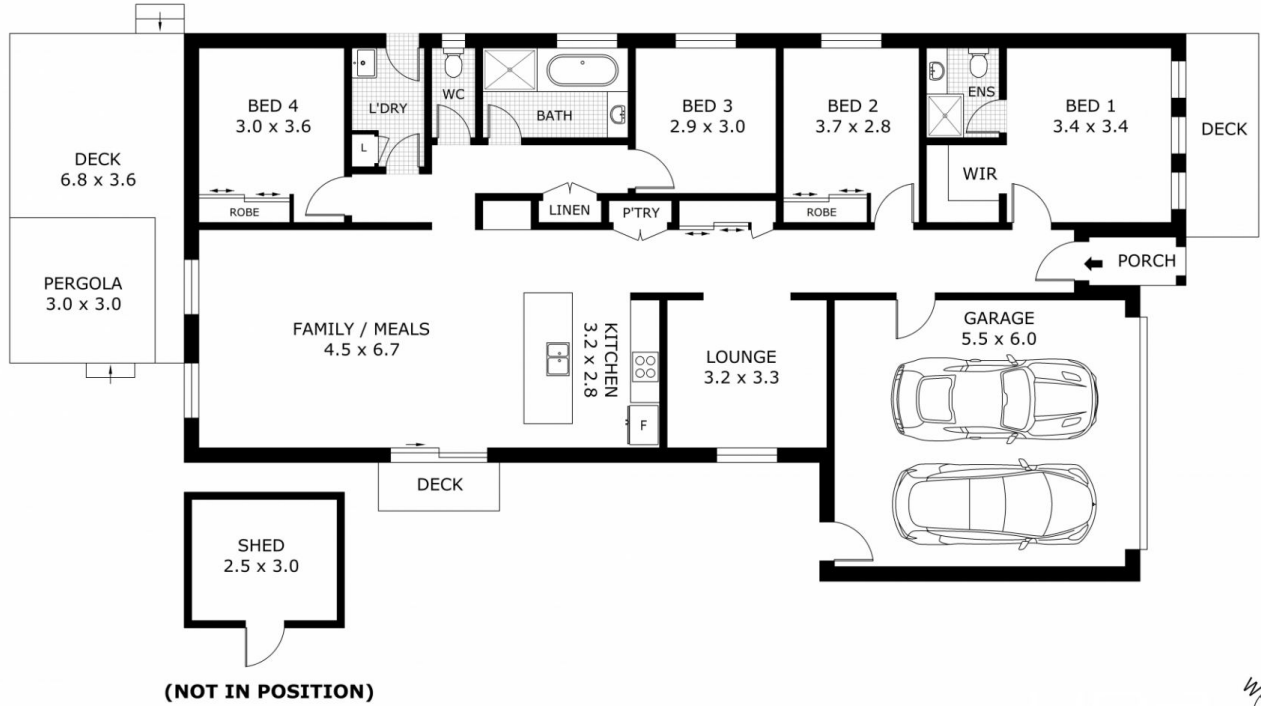 BED 4
3.0 x 3.6
L'DRY
L
WC
BATH
BED 3
2.9 x 3.0
BED 2
3.7 x 2.8
ENS
BED 1
3.4 x 3.4
DECK
DECK
6.8 x 3.6
WIR
ROBE
LINEN
P'TRY
ROBE
PORCH
PERGOLA
3.0 x 3.0
FAMILY / MEALS
4.5 x 6.7
KITCHEN
3.2 x 2.8
F
LOUNGE
3.2 x 3.3
GARAGE
5.5 x 6.0
DECK
SHED
2.5 x 3.0
(NOT IN POSITION)